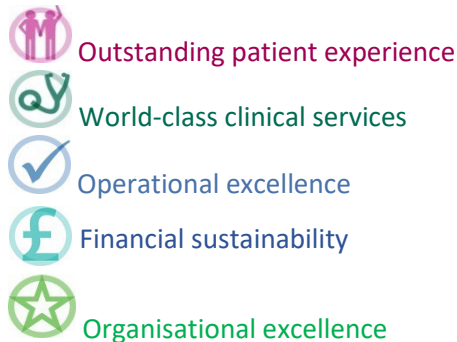 Outstanding patient experience
World-class clinical services
Operational excellence
£ Financial sustainability
Organisational excellence